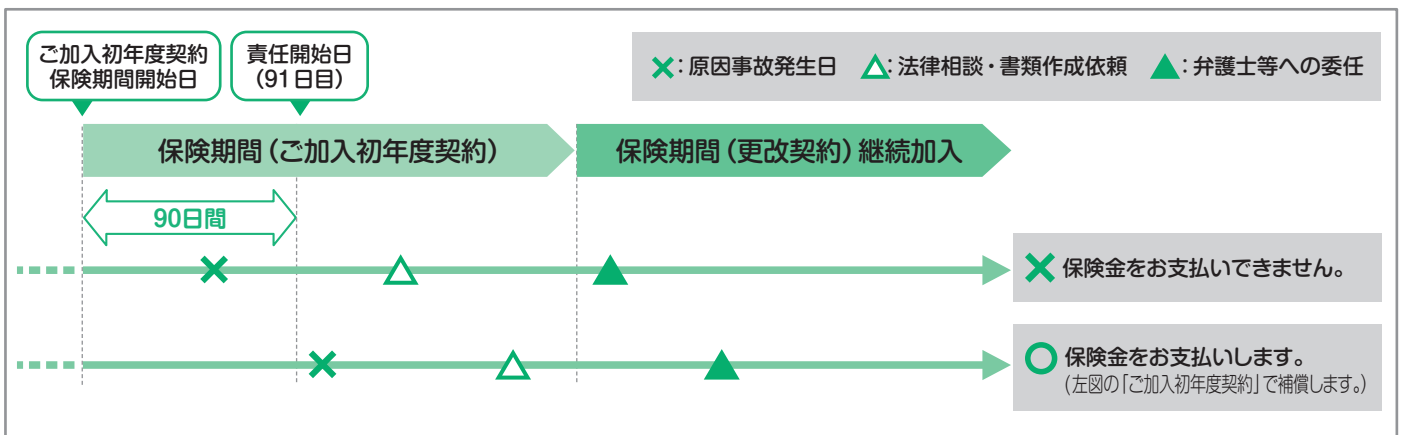 ご加入初年度契約
保険期間開始日
責任開始日
(91日目)
×:原因事故発生日 △:法律相談・書類作成依頼 ▲:弁護士等への委任
保険期間(ご加入初年度契約)
保険期間(更改契約)継続加入
90日間
× 保険金をお支払いできません。
○ 保険金をお支払いします。
(左図の「ご加入初年度契約」で補償します。)